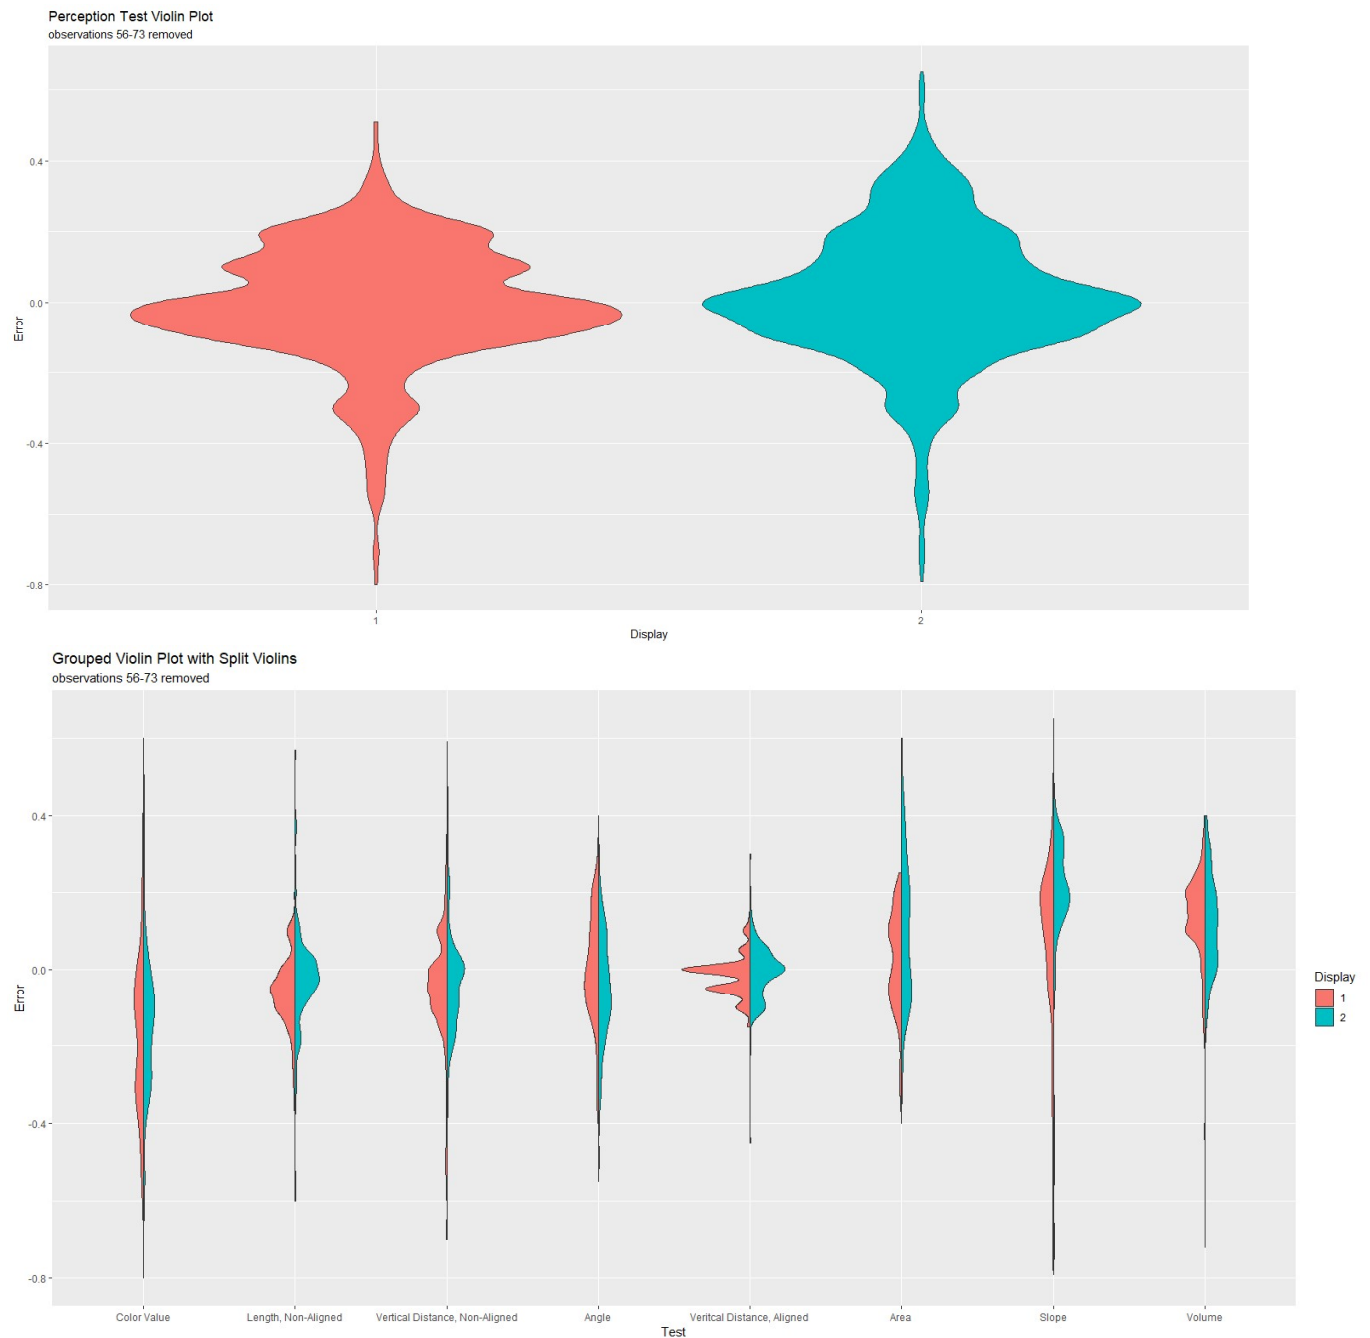 Perception Test Violin Plot
observations 56-73 removed
0.4
0.0
-0.4
-0.8
Error
1 2
Display
Grouped Violin Plot with Split Violins
observations 56-73 removed
0.4
0.0
-0.4
-0.8
Error
Color Value Length, Non-Aligned Vertical Distance, Non-Aligned Angle Veritcal Distance, Aligned Area Slope Volume
Test
Display
1
2